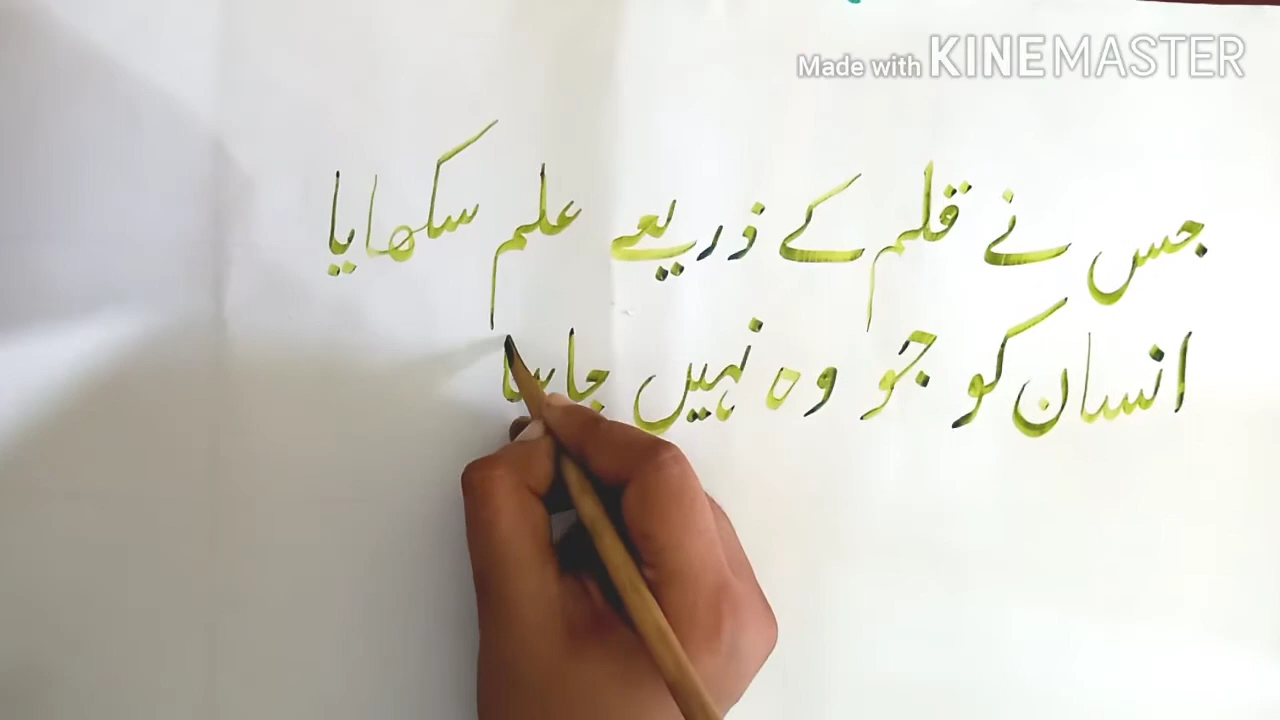 Made with KINEMASTER
جس نے قلم کے ذریعے علم سکھایا
انسان کو جو وہ نہیں جانتا